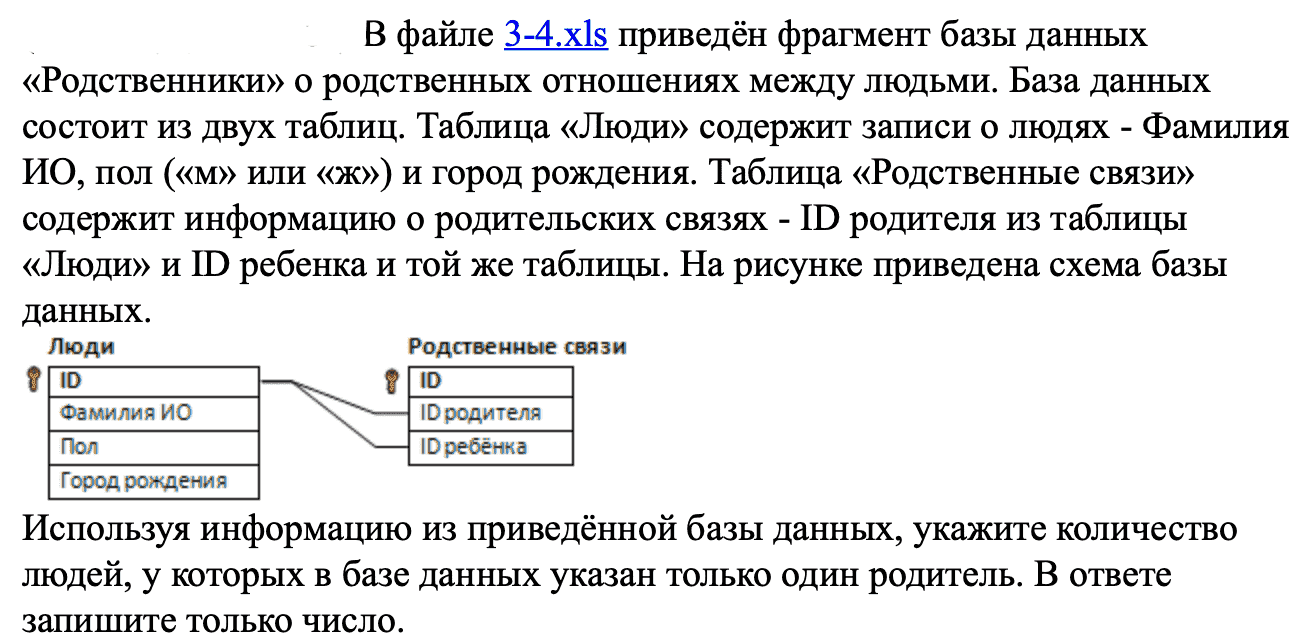 В файле 3-4.xls приведён фрагмент базы данных
«Родственники» о родственных отношениях между людьми. База данных
состоит из двух таблиц. Таблица «Люди» содержит записи о людях - Фамилия
ИО, пол («м» или «ж») и город рождения. Таблица «Родственные связи»
содержит информацию о родительских связях - ID родителя из таблицы
«Люди» и ID ребенка и той же таблицы. На рисунке приведена схема базы
данных.
Люди
ID
Фамилия ИО
Пол
Город рождения
Родственные связи
ID
ID родителя
ID ребёнка
Используя информацию из приведённой базы данных, укажите количество
людей, у которых в базе данных указан только один родитель. В ответе
запишите только число.